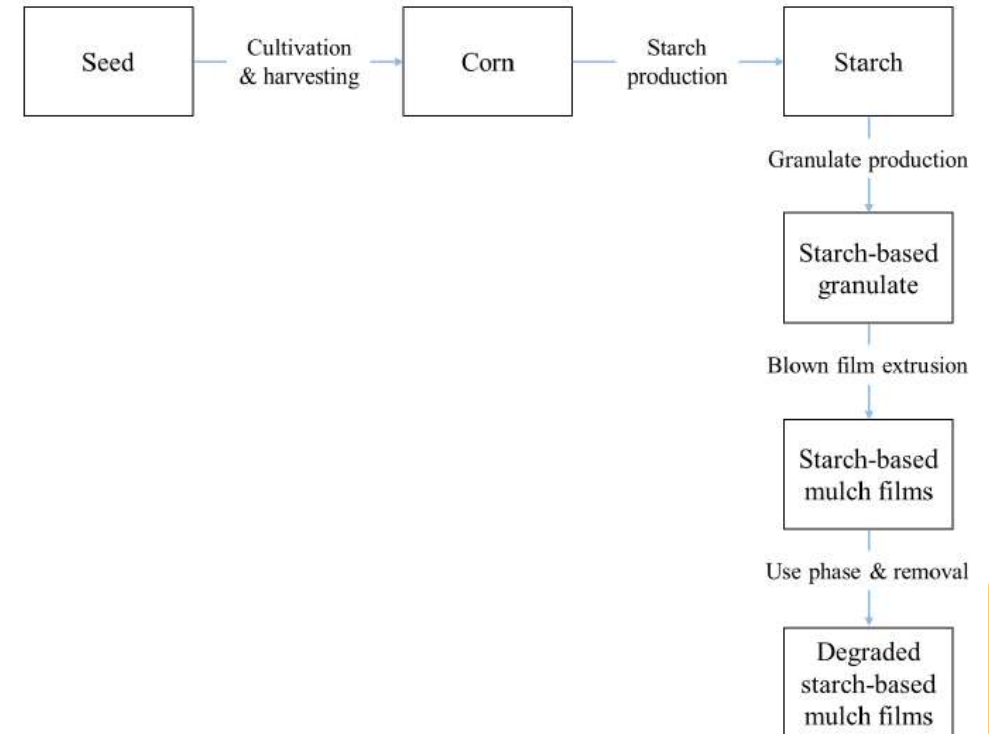 Seed
Cultivation
& harvesting
Corn
Starch
production
Starch
Granulate production
Starch-based
granulate
Blown film extrusion
Starch-based
mulch films
Use phase & removal
Degraded
starch-based
mulch films